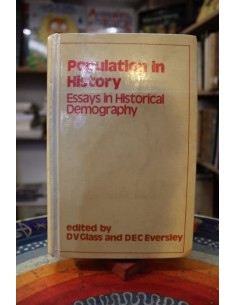 Population in
History
Essays in Historical
Demography
edited by
D V Glass and D E C Eversley